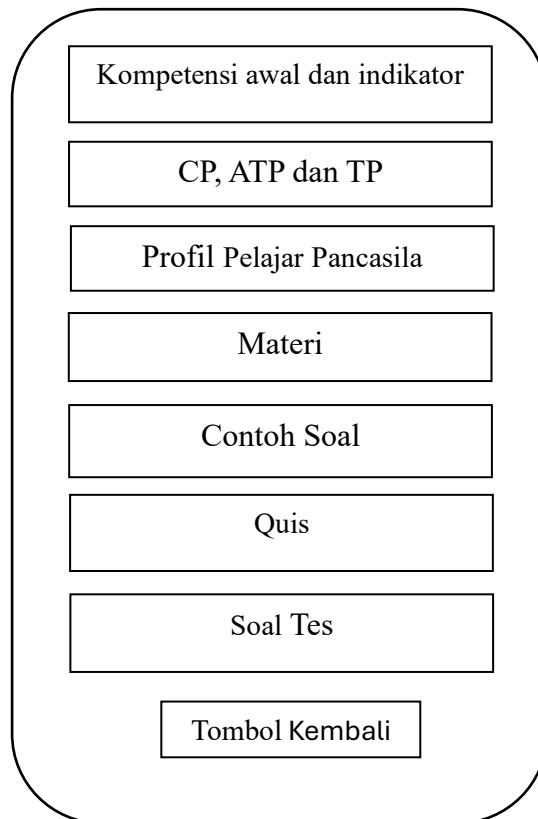 Kompetensi awal dan indikator
CP, ATP dan TP
Profil Pelajar Pancasila
Materi
Contoh Soal
Quis
Soal Tes
Tombol Kembali